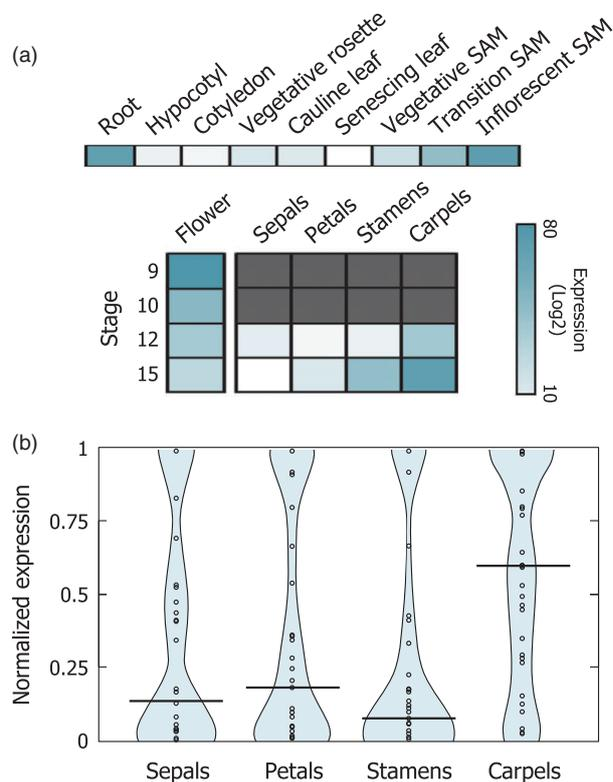 (a)
Root
Hypocotyl
Cotyledon
Vegetative rosette
Cauline leaf
Senescing leaf
Vegetative SAM
Transition SAM
Inflorescent SAM
Flower
Sepals
Petals
Stamens
Carpels
Stage
9
10
12
15
80
Expression
(Log2)
10
(b)
Normalized expression
1
0.75
0.5
0.25
0
Sepals
Petals
Stamens
Carpels